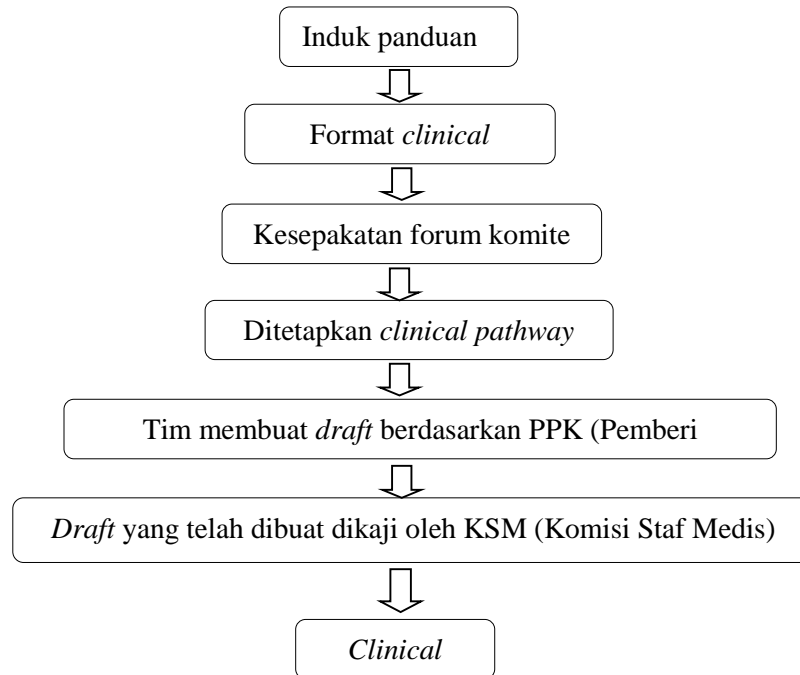 Induk panduan
Format clinical
Kesepakatan forum komite
Ditetapkan clinical pathway
Tim membuat draft berdasarkan PPK (Pemberi
Draft yang telah dibuat dikaji oleh KSM (Komisi Staf Medis)
Clinical